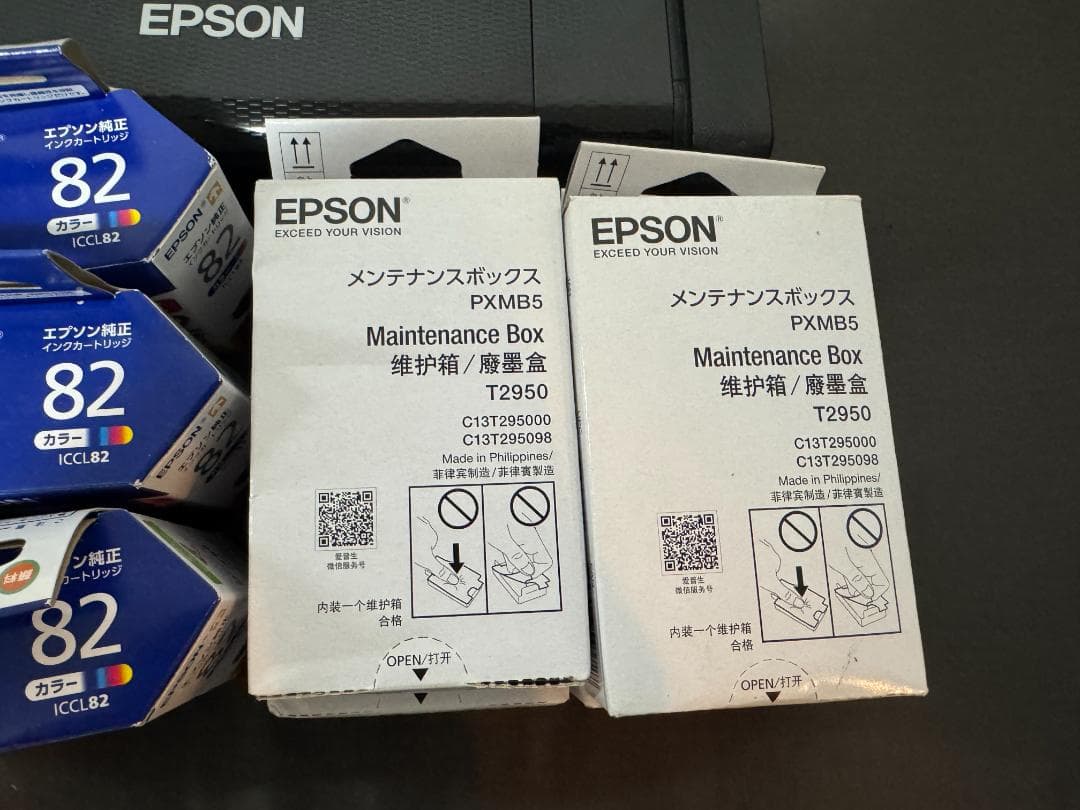 EPSON
エプソン純正
インクカートリッジ
82
カラー
ICCL82
EPSON
エプソン純正
82
エプソン純正
インクカートリッジ
82
カラー
ICCL82
EPSON
ン純正
カートリッジ
82
カラー
ICCL82
EPSON®
EXCEED YOUR VISION
メンテナンスボックス
PXMB5
Maintenance Box
维护箱/廢墨盒
T2950
C13T295000
C13T295098
Made in Philippines/
菲律宾制造/菲律賓製造
爱普生
微信服务号
内装一个维护箱
合格
OPEN/打开
EPSON®
EXCEED YOUR VISION
メンテナンスボックス
PXMB5
Maintenance Box
维护箱/廢墨盒
T2950
C13T295000
C13T295098
Made in Philippines/
菲律宾制造/菲律賓製造
爱普生
微信服务号
内装一个维护箱
合格
OPEN/打开